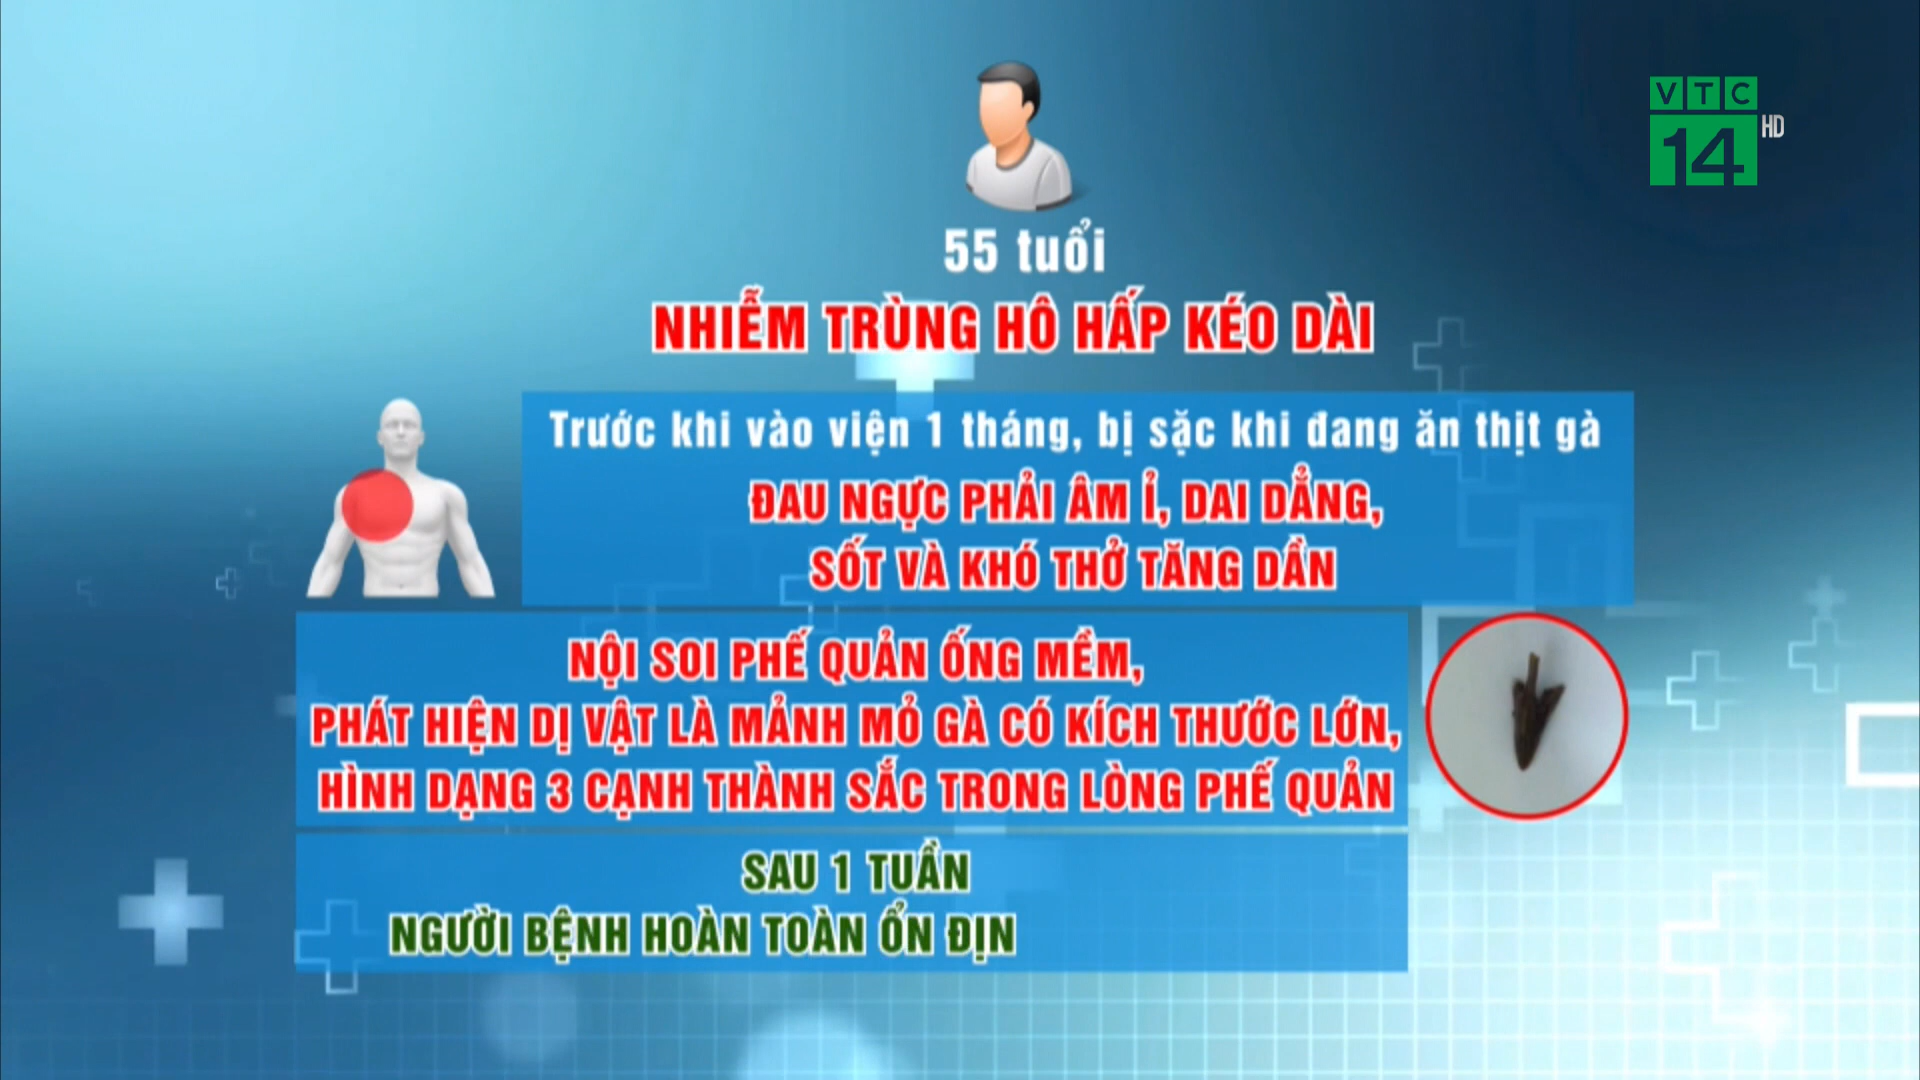 VTC
14 HD
55 tuổi
NHIỄM TRÙNG HÔ HẤP KÉO DÀI
Trước khi vào viện 1 tháng, bị sặc khi đang ăn thịt gà
ĐAU NGỰC PHẢI ÂM Ỉ, DAI DẲNG,
SỐT VÀ KHÓ THỞ TĂNG DẦN
NỘI SOI PHẾ QUẢN ỐNG MỀM,
PHÁT HIỆN DỊ VẬT LÀ MẢNH MỎ GÀ CÓ KÍCH THƯỚC LỚN,
HÌNH DẠNG 3 CẠNH THÀNH SẮC TRONG LÒNG PHẾ QUẢN
SAU 1 TUẦN
NGƯỜI BỆNH HOÀN TOÀN ỔN ĐỊN